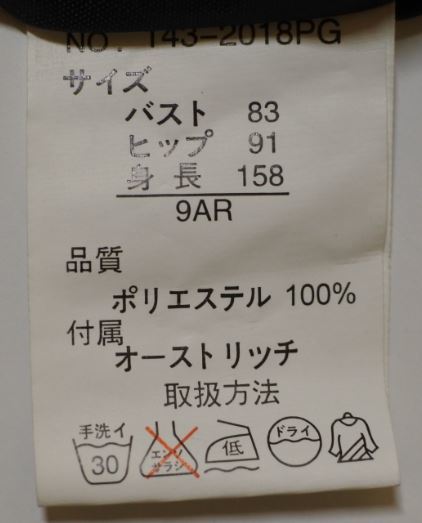 NO. 143-2018PG
サイズ
バスト 83
ヒップ 91
身長 158
9AR
品質
ポリエステル 100%
付属
オーストリッチ
取扱方法
手洗イ 30 エンソサラシ 低 ドライ